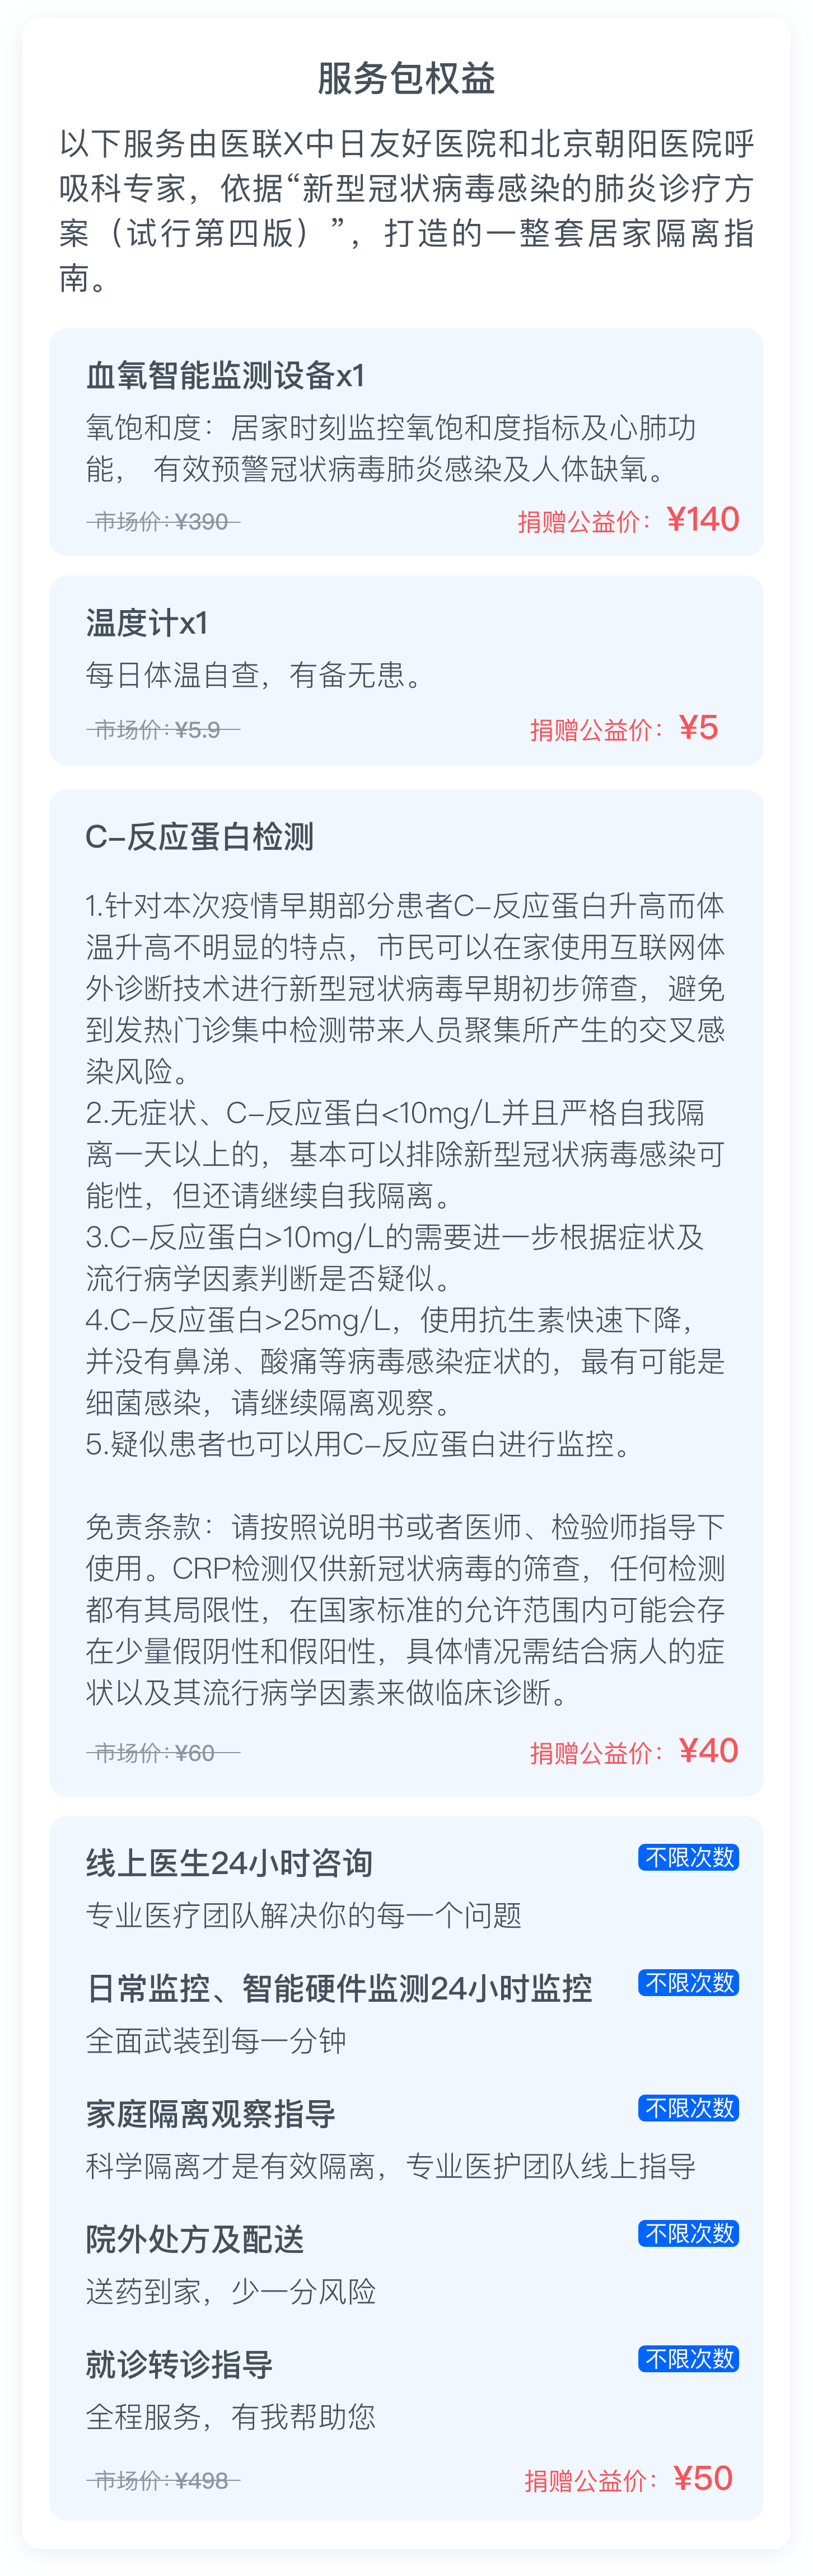 服务包权益
以下服务由医联X中日友好医院和北京朝阳医院呼
吸科专家，依据“新型冠状病毒感染的肺炎诊疗方
案（试行第四版）”，打造的一整套居家隔离指
南。
血氧智能监测设备x1
氧饱和度：居家时刻监控氧饱和度指标及心肺功
能， 有效预警冠状病毒肺炎感染及人体缺氧。
市场价：¥390 捐赠公益价：¥140
温度计x1
每日体温自查，有备无患。
市场价：¥5.9 捐赠公益价：¥5
C-反应蛋白检测
1.针对本次疫情早期部分患者C-反应蛋白升高而体
温升高不明显的特点，市民可以在家使用互联网体
外诊断技术进行新型冠状病毒早期初步筛查，避免
到发热门诊集中检测带来人员聚集所产生的交叉感
染风险。
2.无症状、C-反应蛋白<10mg/L并且严格自我隔
离一天以上的，基本可以排除新型冠状病毒感染可
能性，但还请继续自我隔离。
3.C-反应蛋白>10mg/L的需要进一步根据症状及
流行病学因素判断是否疑似。
4.C-反应蛋白>25mg/L，使用抗生素快速下降，
并没有鼻涕、酸痛等病毒感染症状的，最有可能是
细菌感染，请继续隔离观察。
5.疑似患者也可以用C-反应蛋白进行监控。
免责条款：请按照说明书或者医师、检验师指导下
使用。CRP检测仅供新冠状病毒的筛查，任何检测
都有其局限性，在国家标准的允许范围内可能会存
在少量假阴性和假阳性，具体情况需结合病人的症
状以及其流行病学因素来做临床诊断。
市场价：¥60 捐赠公益价：¥40
线上医生24小时咨询 不限次数
专业医疗团队解决你的每一个问题
日常监控、智能硬件监测24小时监控 不限次数
全面武装到每一分钟
家庭隔离观察指导 不限次数
科学隔离才是有效隔离，专业医护团队线上指导
院外处方及配送 不限次数
送药到家，少一分风险
就诊转诊指导 不限次数
全程服务，有我帮助您
市场价：¥498 捐赠公益价：¥50